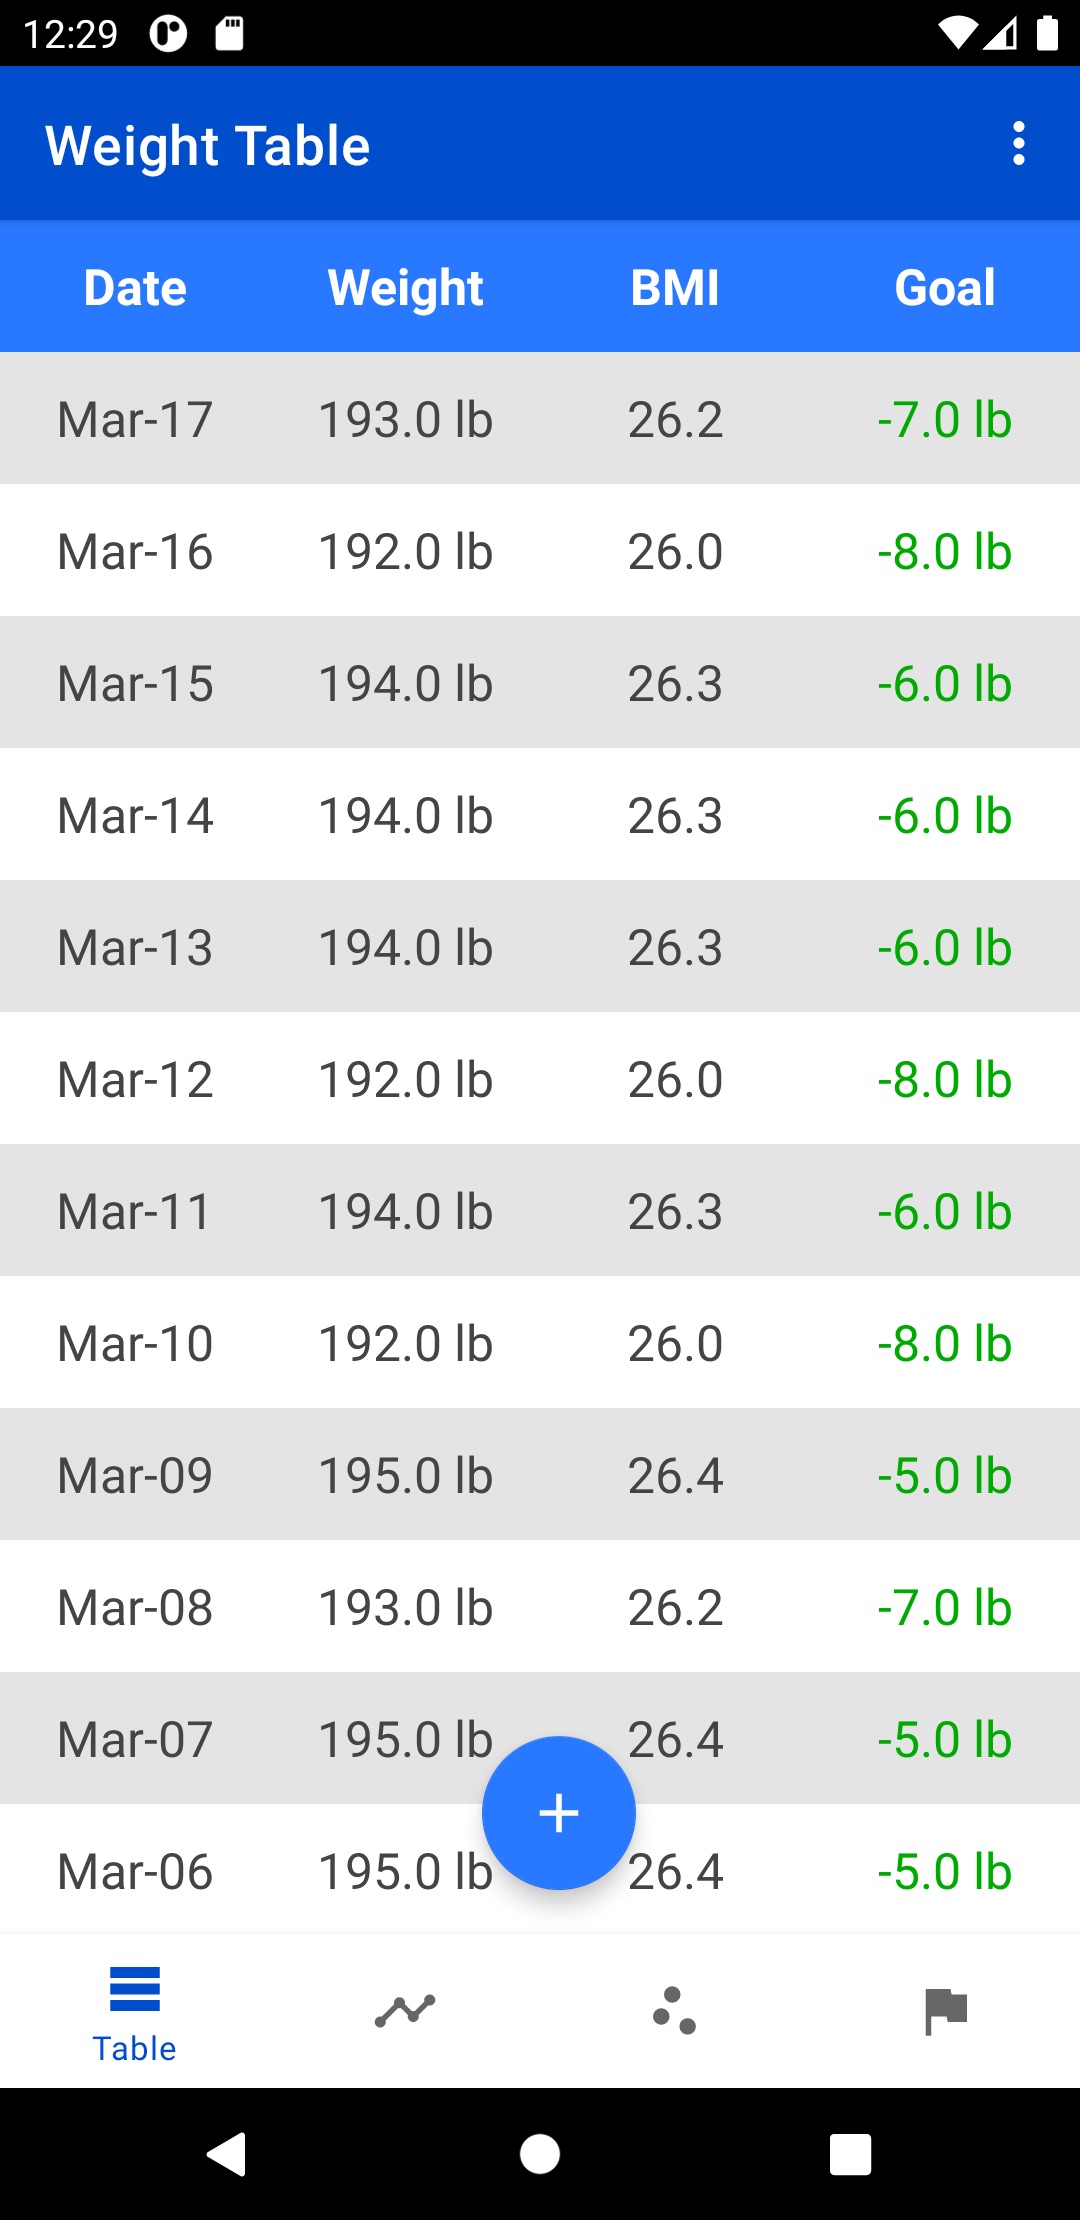 12:29
Weight Table
Date Weight BMI Goal
Mar-17 193.0 lb 26.2 -7.0 lb
Mar-16 192.0 lb 26.0 -8.0 lb
Mar-15 194.0 lb 26.3 -6.0 lb
Mar-14 194.0 lb 26.3 -6.0 lb
Mar-13 194.0 lb 26.3 -6.0 lb
Mar-12 192.0 lb 26.0 -8.0 lb
Mar-11 194.0 lb 26.3 -6.0 lb
Mar-10 192.0 lb 26.0 -8.0 lb
Mar-09 195.0 lb 26.4 -5.0 lb
Mar-08 193.0 lb 26.2 -7.0 lb
Mar-07 195.0 lb 26.4 -5.0 lb
Mar-06 195.0 lb 26.4 -5.0 lb
Table